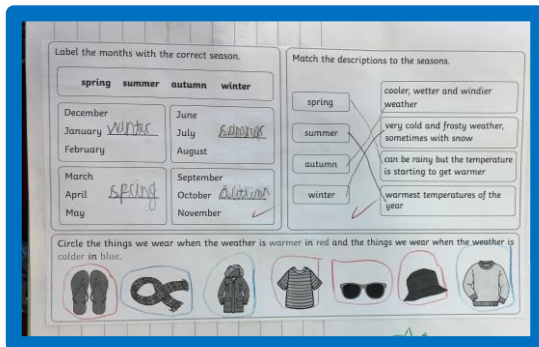 Label the months with the correct season.
spring summer autumn winter
December
January winter
February
June
July summer
August
March
April spring
May
September
October autumn
November
Match the descriptions to the seasons.
spring
summer
autumn
winter
cooler, wetter and windier
weather
very cold and frosty weather,
sometimes with snow
can be rainy but the temperature
is starting to get warmer
warmest temperatures of the
year
Circle the things we wear when the weather is warmer in red and the things we wear when the weather is
colder in blue.